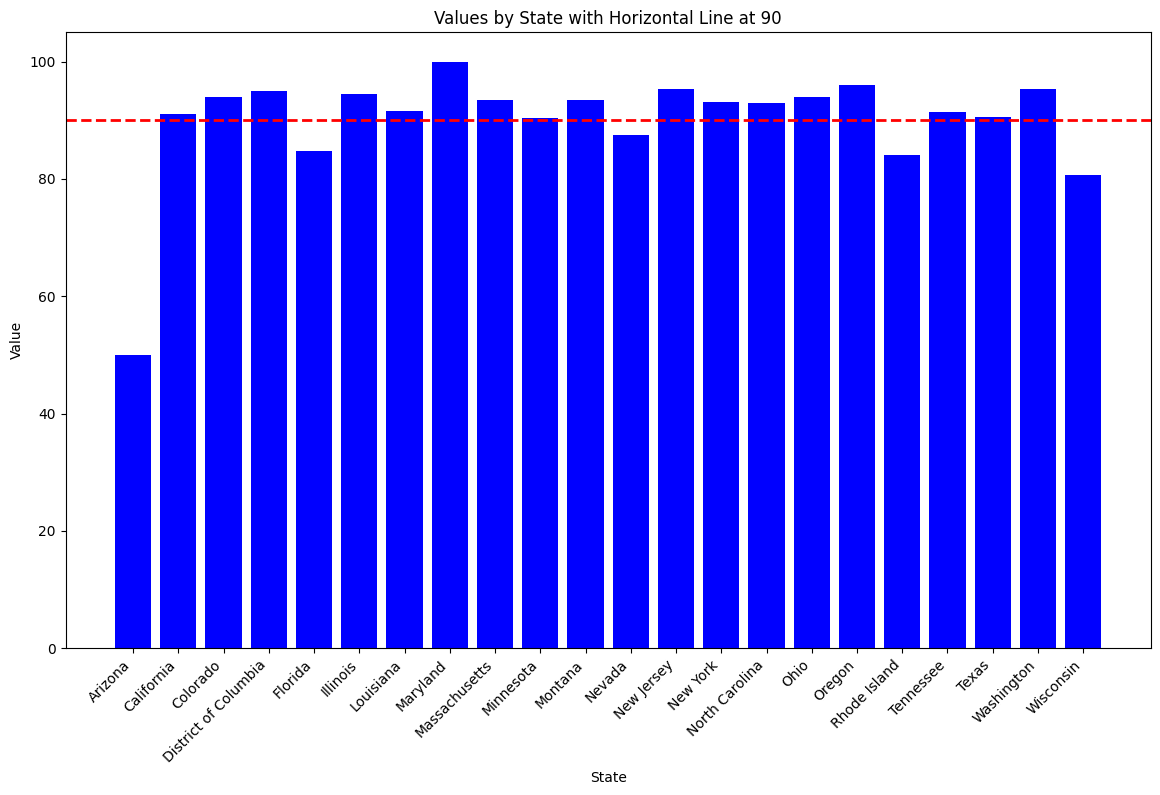 Values by State with Horizontal Line at 90
Value
100
80
60
40
20
0
Arizona
California
Colorado
District of Columbia
Florida
Illinois
Louisiana
Maryland
Massachusetts
Minnesota
Montana
Nevada
New Jersey
New York
North Carolina
Ohio
Oregon
Rhode Island
Tennessee
Texas
Washington
Wisconsin
State